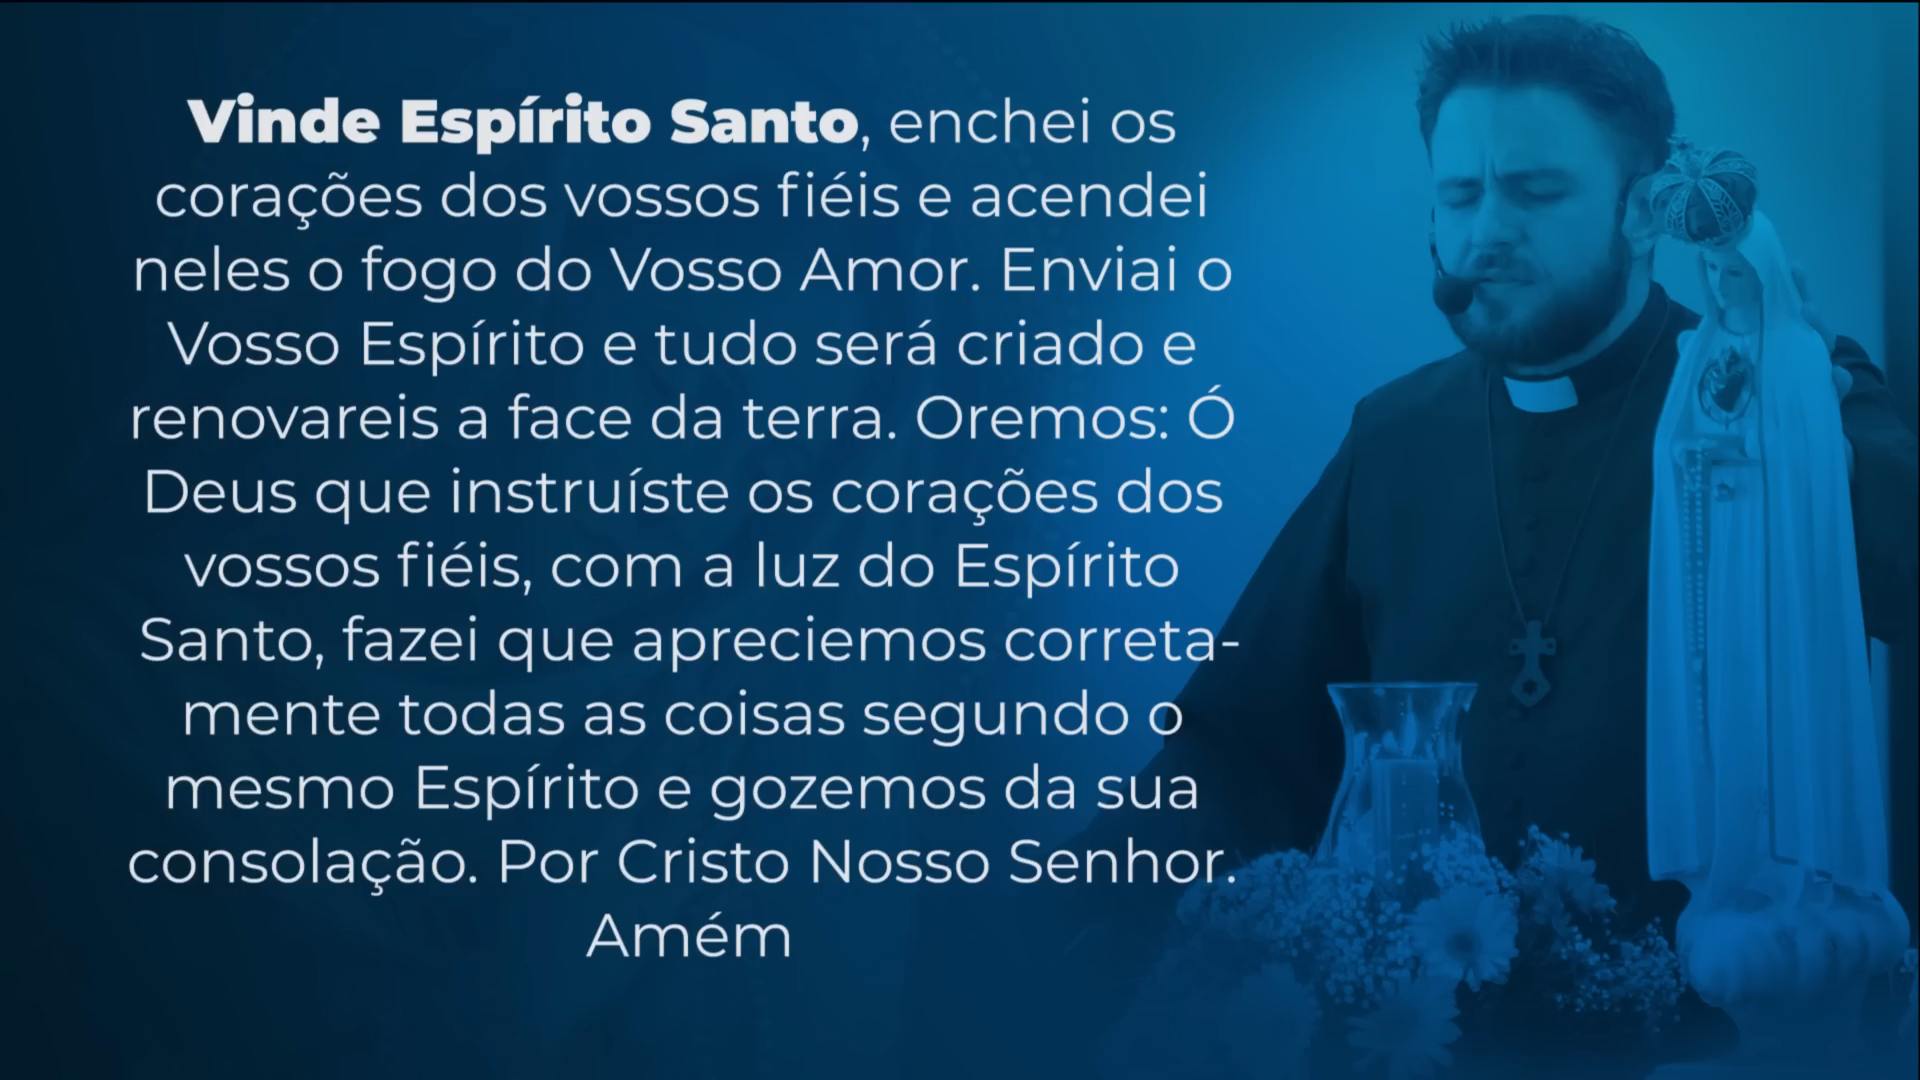 Vinde Espírito Santo, enchei os
corações dos vossos fiéis e acendei
neles o fogo do Vosso Amor. Enviai o
Vosso Espírito e tudo será criado e
renovareis a face da terra. Oremos: Ó
Deus que instruíste os corações dos
vossos fiéis, com a luz do Espírito
Santo, fazei que apreciemos correta-
mente todas as coisas segundo o
mesmo Espírito e gozemos da sua
consolação. Por Cristo Nosso Senhor.
Amém